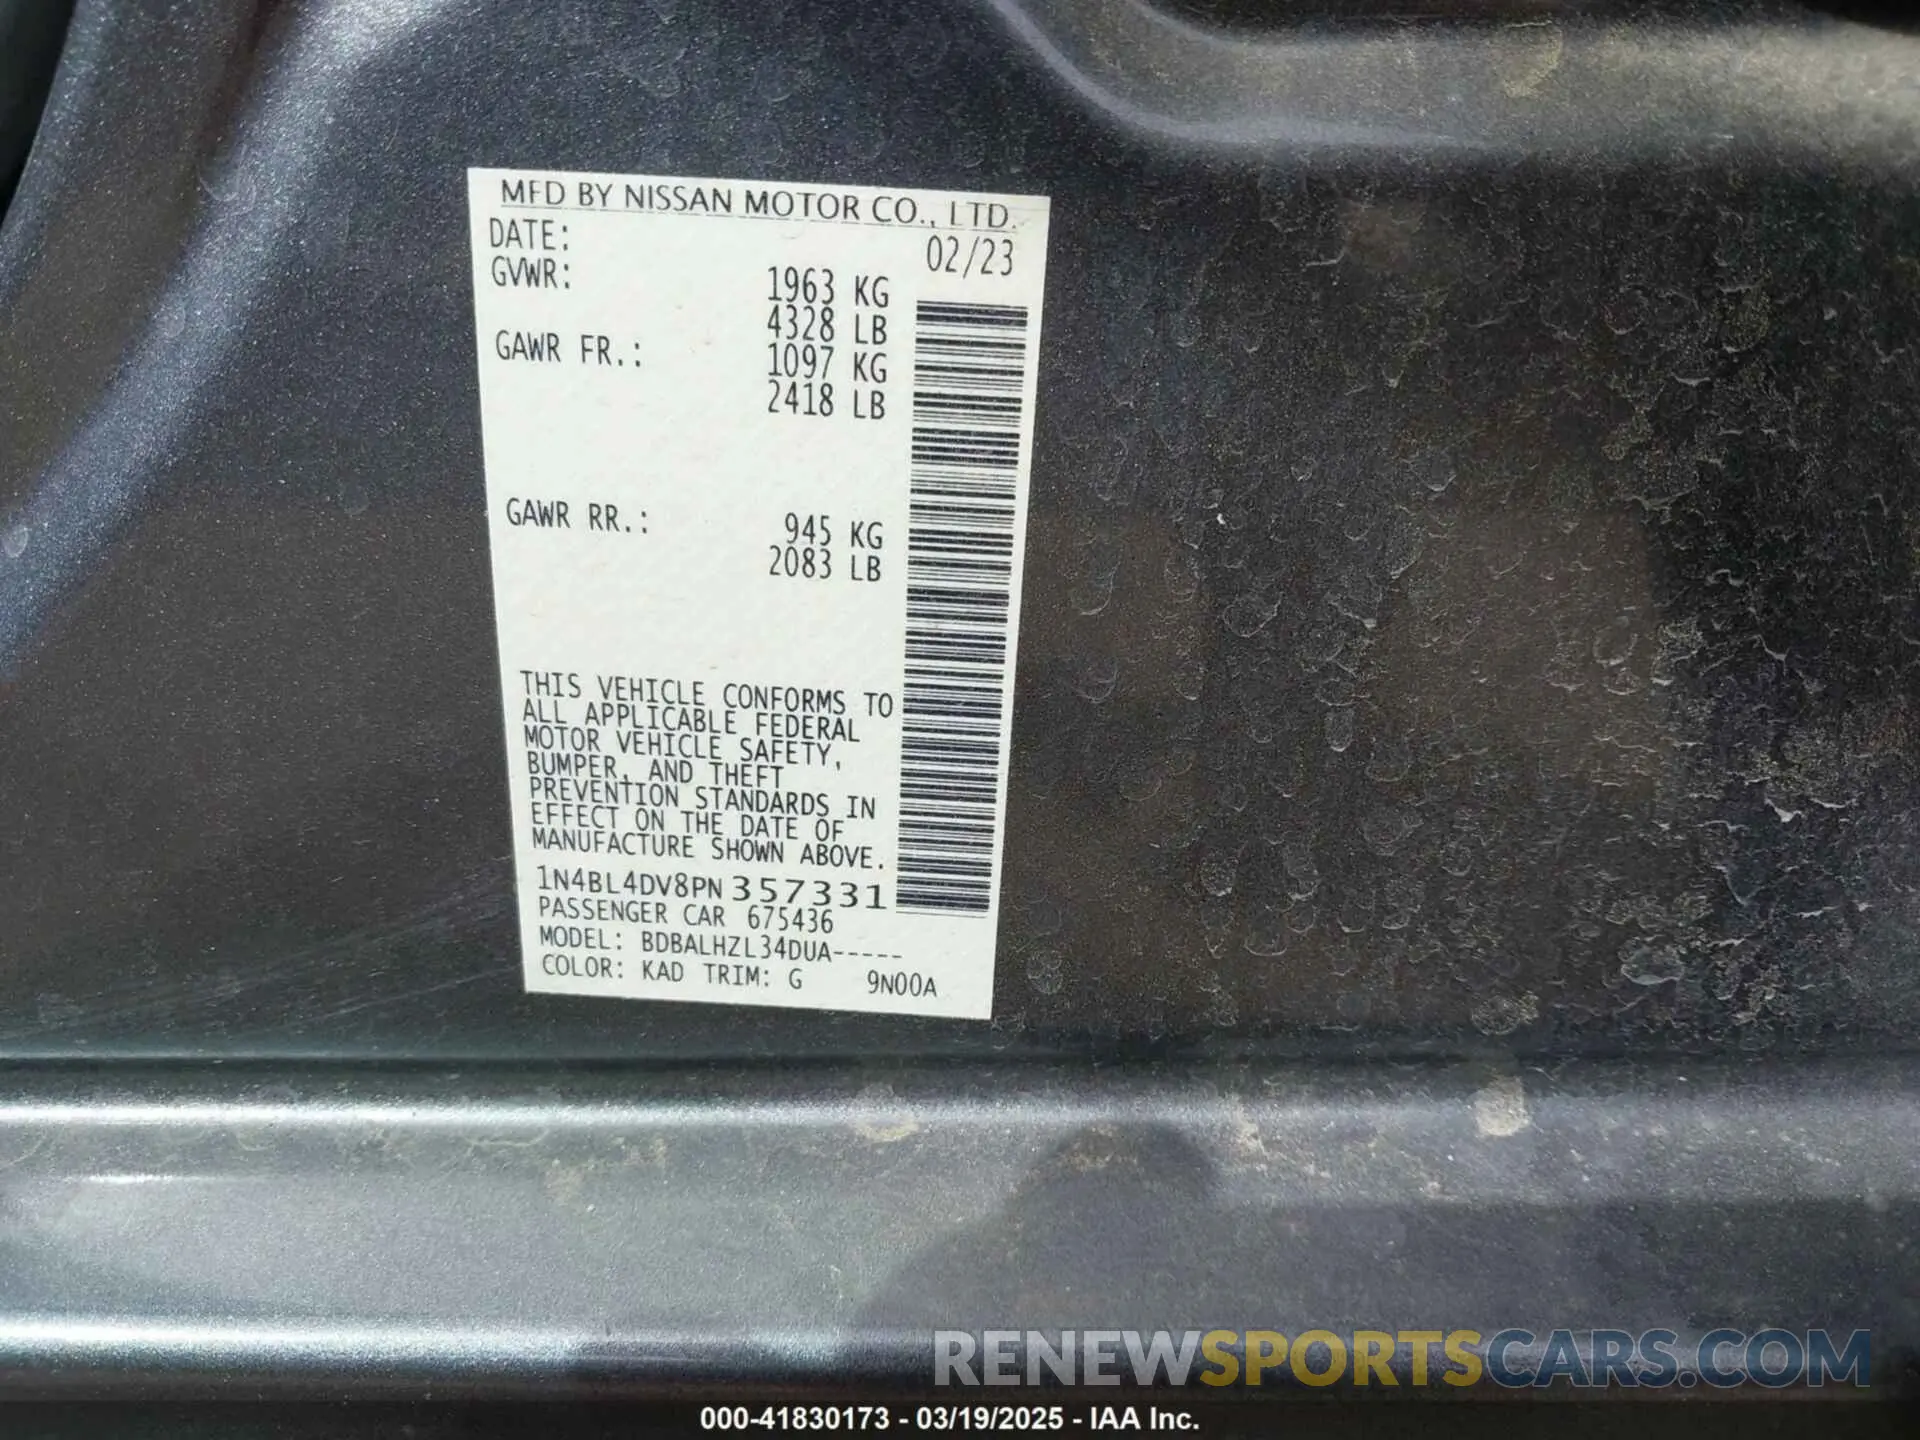 MFD BY NISSAN MOTOR CO., LTD.
DATE: 02/23
GVWR: 1963 KG
4328 LB
GAWR FR.: 1097 KG
2418 LB
GAWR RR.: 945 KG
2083 LB
THIS VEHICLE CONFORMS TO
ALL APPLICABLE FEDERAL
MOTOR VEHICLE SAFETY,
BUMPER, AND THEFT
PREVENTION STANDARDS IN
EFFECT ON THE DATE OF
MANUFACTURE SHOWN ABOVE.
1N4BL4DV8PN357331
PASSENGER CAR 675436
MODEL: BDBALHZL34DUA-----
COLOR: KAD TRIM: G 9N00A
RENEWSPORTSCARS.COM
000-41830173 - 03/19/2025 - IAA Inc.